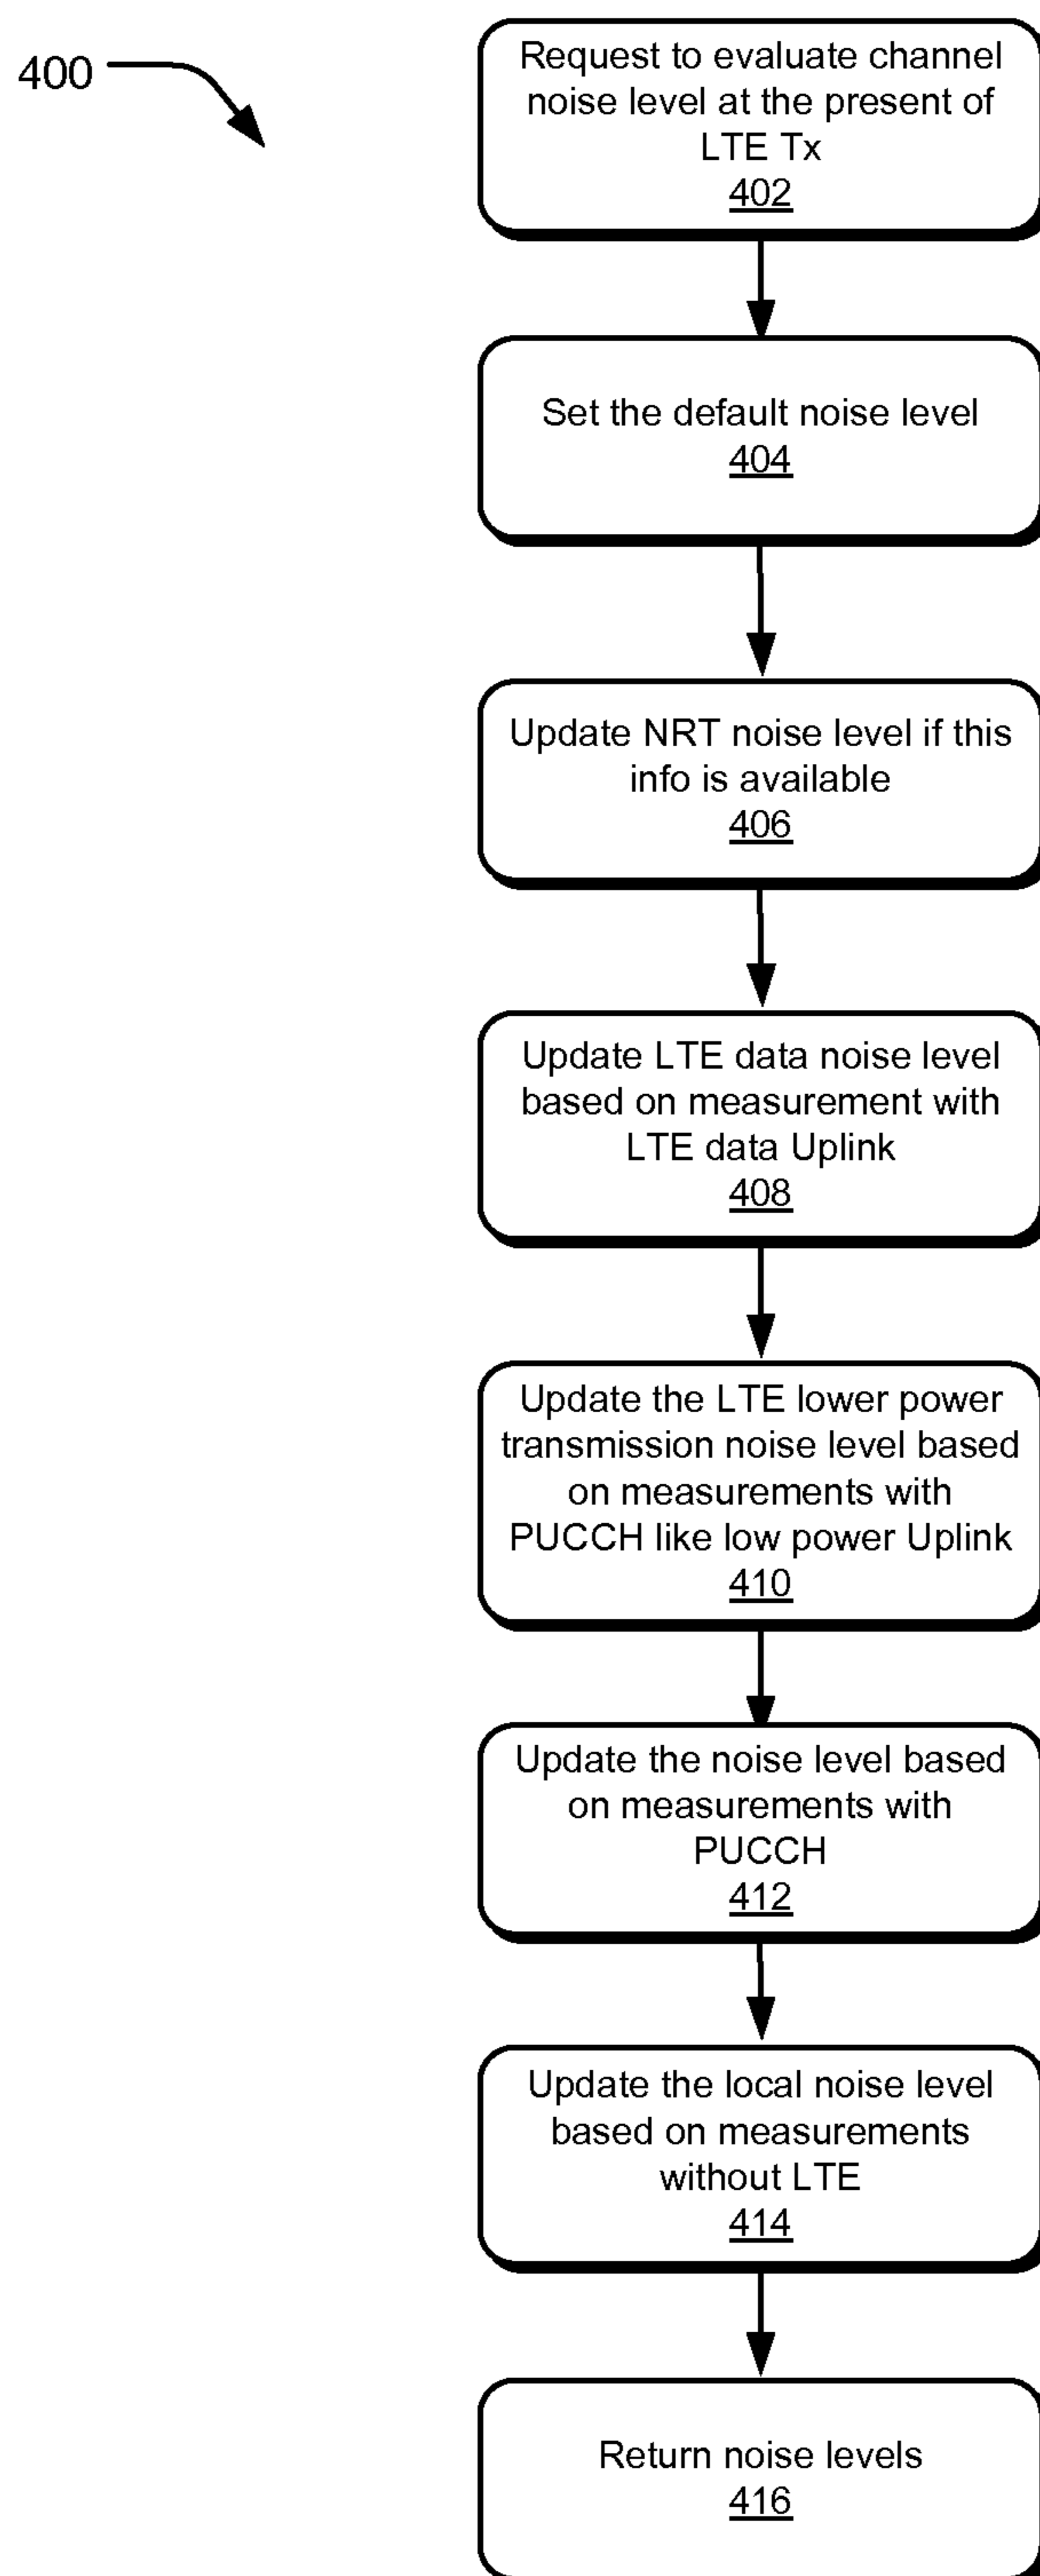 400
Request to evaluate channel
noise level at the present of
LTE Tx
402
Set the default noise level
404
Update NRT noise level if this
info is available
406
Update LTE data noise level
based on measurement with
LTE data Uplink
408
Update the LTE lower power
transmission noise level based
on measurements with
PUCCH like low power Uplink
410
Update the noise level based
on measurements with
PUCCH
412
Update the local noise level
based on measurements
without LTE
414
Return noise levels
416